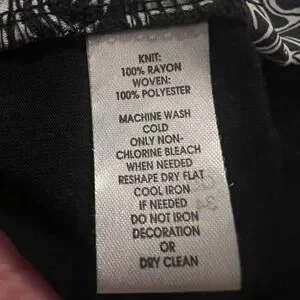 KNIT:
100% RAYON
WOVEN:
100% POLYESTER
MACHINE WASH
COLD
ONLY NON-
CHLORINE BLEACH
WHEN NEEDED
RESHAPE DRY FLAT
COOL IRON
IF NEEDED
DO NOT IRON
DECORATION
OR
DRY CLEAN